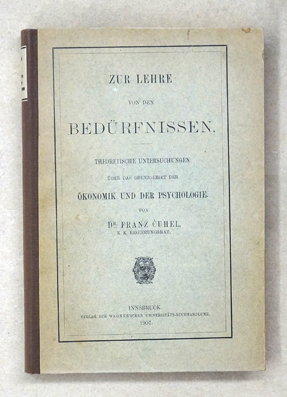 ZUR LEHRE
VON DEN
BEDÜRFNISSEN.
THEORETISCHE UNTERSUCHUNGEN
ÜBER DAS GRENZGEBIET DER
ÖKONOMIK UND DER PSYCHOLOGIE.
VON
DR. FRANZ ČUHEL,
K. K. REGIERUNGSRAT.
INNSBRUCK.
VERLAG DER WAGNER'SCHEN UNIVERSITÄTS-BUCHHANDLUNG.
1907.